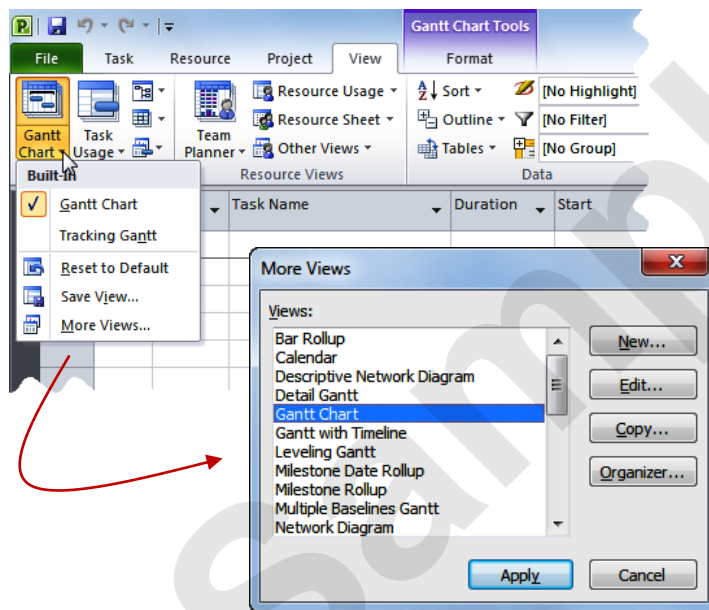 Gantt Chart Tools
File Task Resource Project View Format
Gantt Chart
Task Usage
Team Planner
Resource Usage
Resource Sheet
Other Views
Sort
Outline
Tables
[No Highlight]
[No Filter]
[No Group]
Resource Views
Data
Built-In
Gantt Chart
Tracking Gantt
Reset to Default
Save View...
More Views...
Task Name Duration Start
More Views
Views:
Bar Rollup
Calendar
Descriptive Network Diagram
Detail Gantt
Gantt Chart
Gantt with Timeline
Leveling Gantt
Milestone Date Rollup
Milestone Rollup
Multiple Baselines Gantt
Network Diagram
New...
Edit...
Copy...
Organizer...
Apply Cancel
Sampl